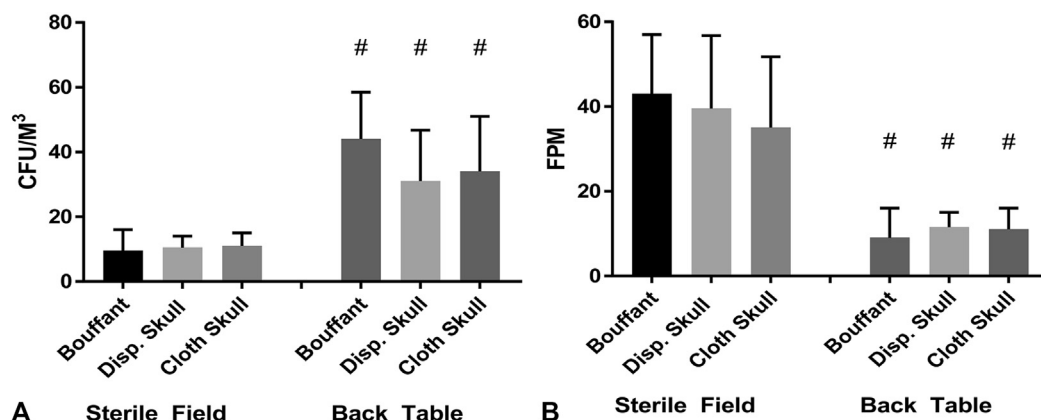 80
60
40
20
0
CFU/M³
# # #
Bouffant Disp. Skull Cloth Skull Bouffant Disp. Skull Cloth Skull
A Sterile Field Back Table
60
40
20
0
FPM
# # #
Bouffant Disp. Skull Cloth Skull Bouffant Disp. Skull Cloth Skull
B Sterile Field Back Table